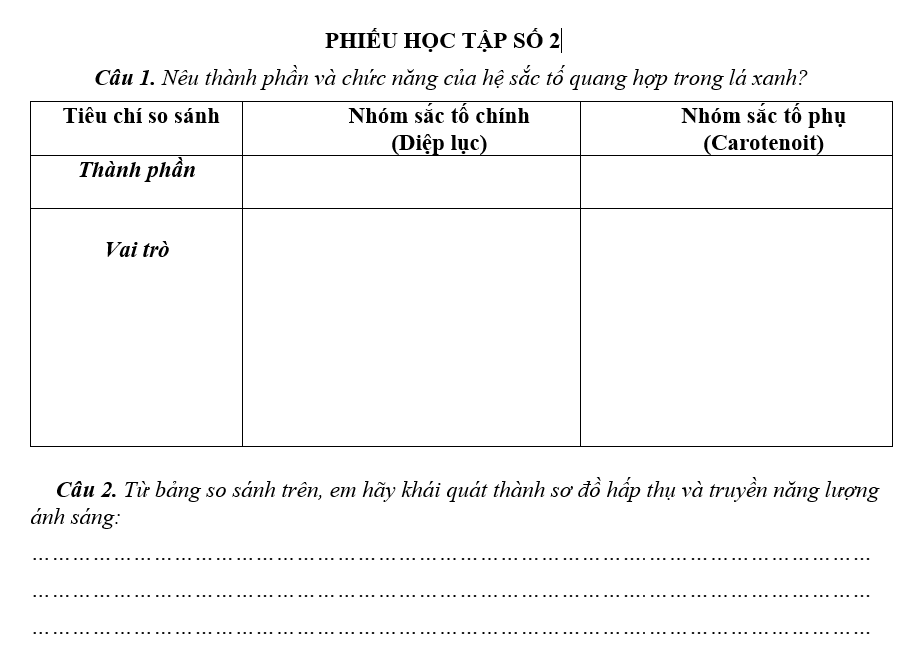 PHIẾU HỌC TẬP SỐ 2
Câu 1. Nêu thành phần và chức năng của hệ sắc tố quang hợp trong lá xanh?
Tiêu chí so sánh
Nhóm sắc tố chính
(Diệp lục)
Nhóm sắc tố phụ
(Carotenoit)
Thành phần
Vai trò
Câu 2. Từ bảng so sánh trên, em hãy khái quát thành sơ đồ hấp thụ và truyền năng lượng
ánh sáng:
………………………………………………………………………………………………………
………………………………………………………………………………………………………
………………………………………………………………………………………………………